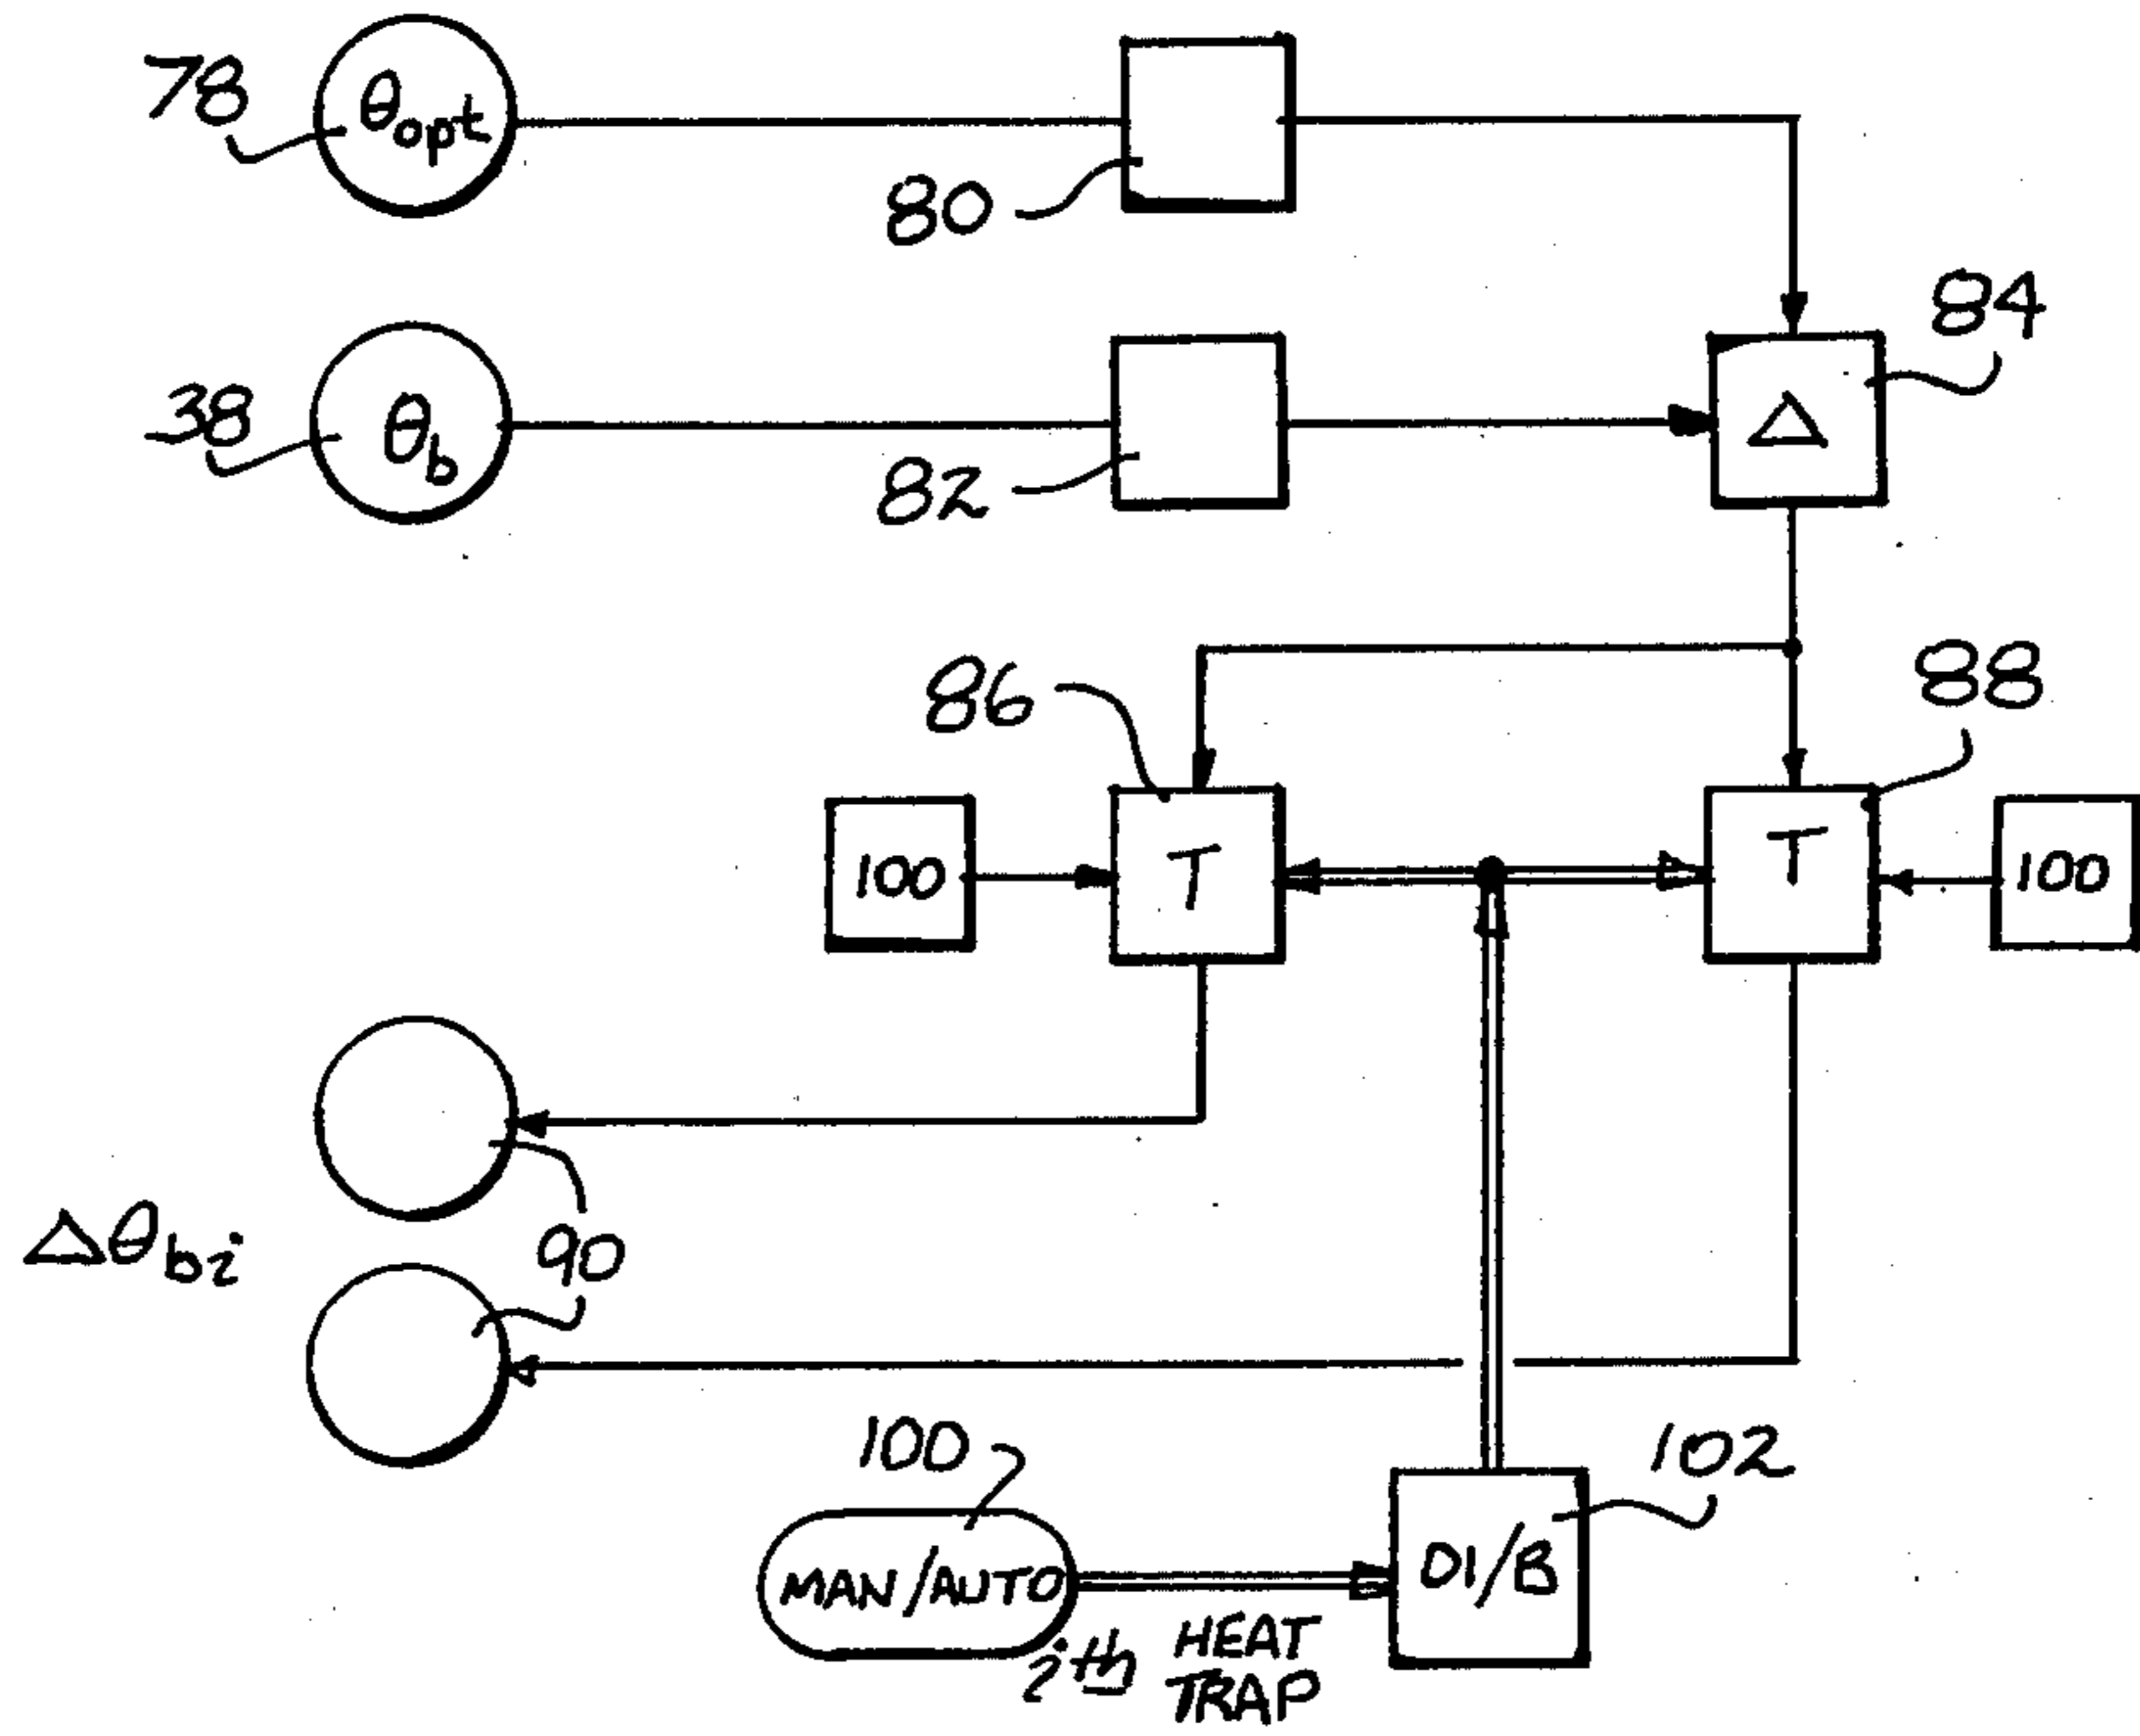 78
θopt
80
84
38
θb
82
Δ
86
88
100
T
T
100
Δθbi
90
100
102
MAN/AUTO
DI/B
ith HEAT
TRAP